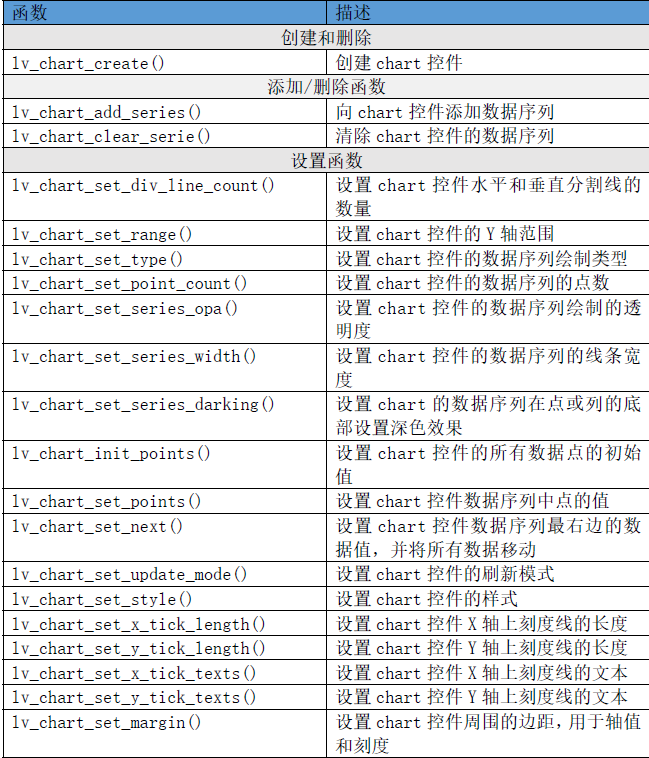 函数 描述
创建和删除
lv_chart_create() 创建 chart 控件
添加/删除函数
lv_chart_add_series() 向 chart 控件添加数据序列
lv_chart_clear_serie() 清除 chart 控件的数据序列
设置函数
lv_chart_set_div_line_count() 设置 chart 控件水平和垂直分割线的
数量
lv_chart_set_range() 设置 chart 控件的 Y 轴范围
lv_chart_set_type() 设置 chart 控件的数据序列绘制类型
lv_chart_set_point_count() 设置 chart 控件的数据序列的点数
lv_chart_set_series_opa() 设置 chart 控件的数据序列绘制的透
明度
lv_chart_set_series_width() 设置 chart 控件的数据序列的线条宽
度
lv_chart_set_series_darking() 设置 chart 的数据序列在点或列的底
部设置深色效果
lv_chart_init_points() 设置 chart 控件的所有数据点的初始
值
lv_chart_set_points() 设置 chart 控件数据序列中点的值
lv_chart_set_next() 设置 chart 控件数据序列最右边的数
据值，并将所有数据移动
lv_chart_set_update_mode() 设置 chart 控件的刷新模式
lv_chart_set_style() 设置 chart 控件的样式
lv_chart_set_x_tick_length() 设置 chart 控件 X 轴上刻度线的长度
lv_chart_set_y_tick_length() 设置 chart 控件 Y 轴上刻度线的长度
lv_chart_set_x_tick_texts() 设置 chart 控件 X 轴上刻度线的文本
lv_chart_set_y_tick_texts() 设置 chart 控件 Y 轴上刻度线的文本
lv_chart_set_margin() 设置 chart 控件周围的边距，用于轴值
和刻度